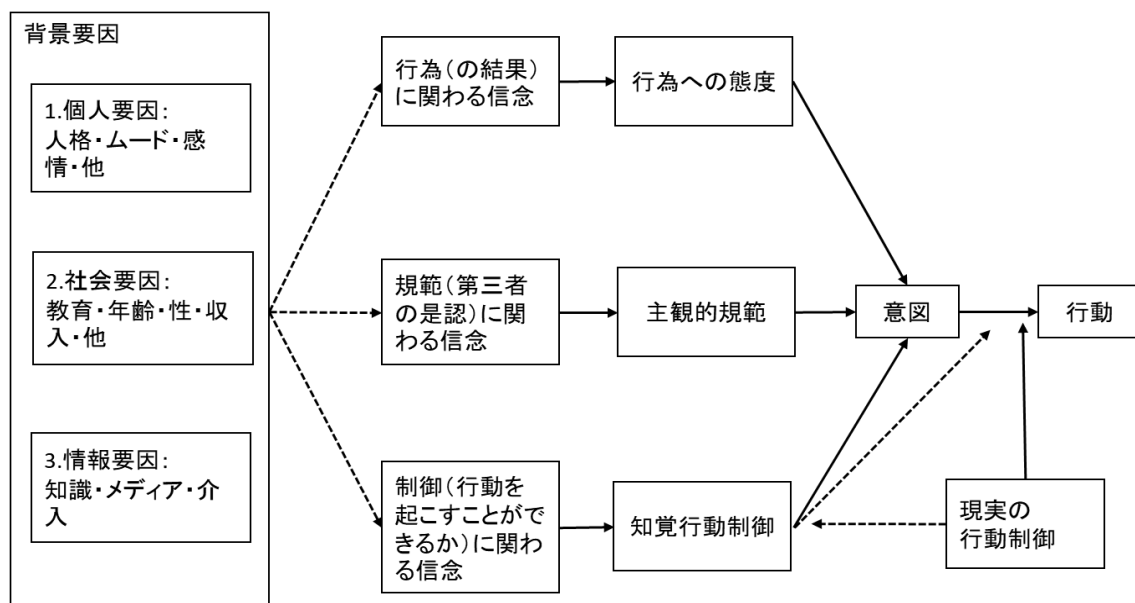 背景要因
1.個人要因:
人格・ムード・感
情・他
2.社会要因:
教育・年齢・性・収
入・他
3.情報要因:
知識・メディア・介
入
行為(の結果)
に関わる信念
行為への態度
規範(第三者
の是認)に関
わる信念
主観的規範
意図
行動
制御(行動を
起こすことがで
きるか)に関わ
る信念
知覚行動制御
現実の
行動制御